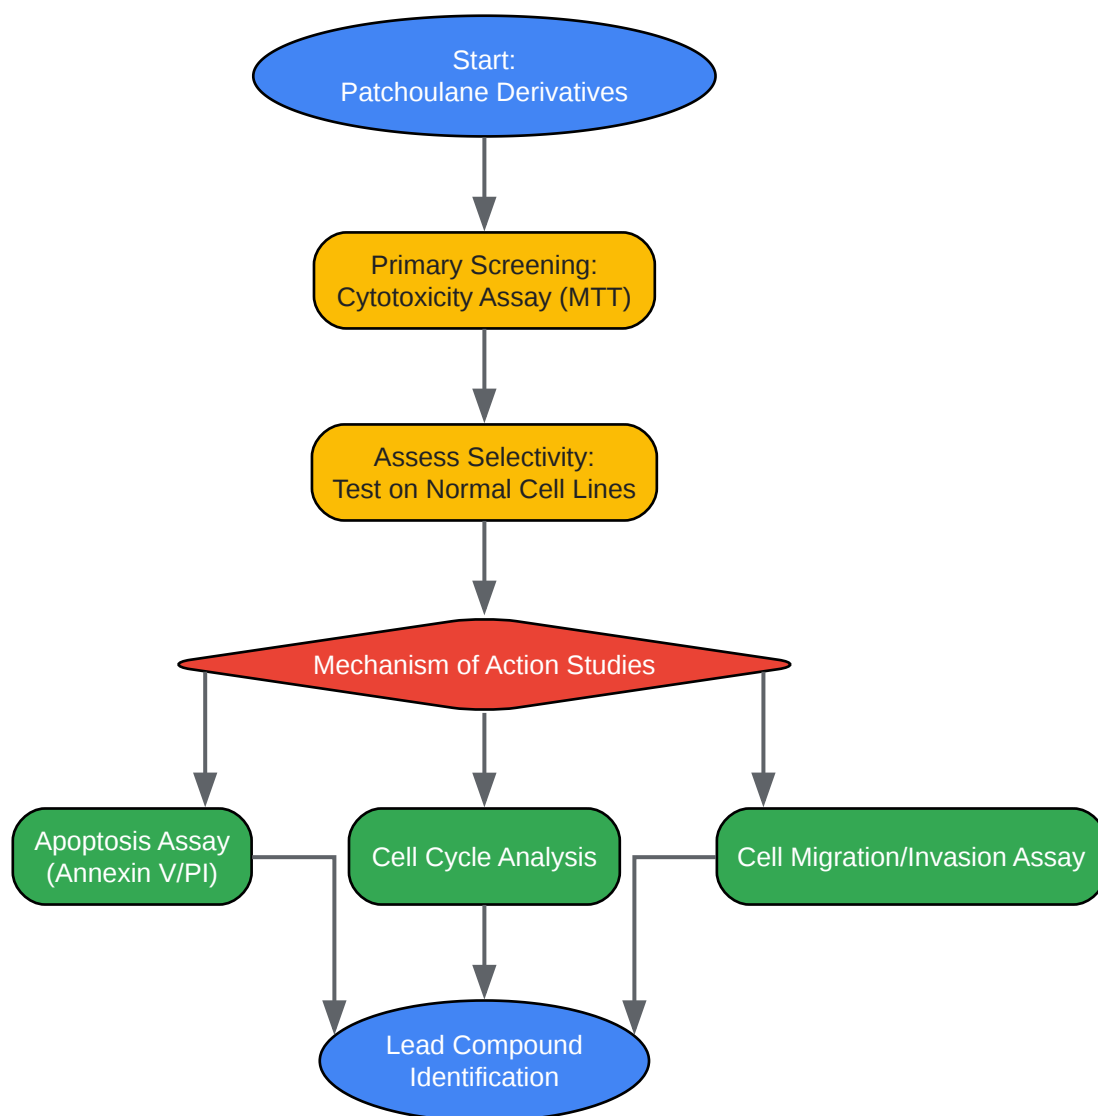 Start:
Patchoulane Derivatives
Primary Screening:
Cytotoxicity Assay (MTT)
Assess Selectivity:
Test on Normal Cell Lines
Mechanism of Action Studies
Apoptosis Assay
(Annexin V/PI)
Cell Cycle Analysis
Cell Migration/Invasion Assay
Lead Compound
Identification